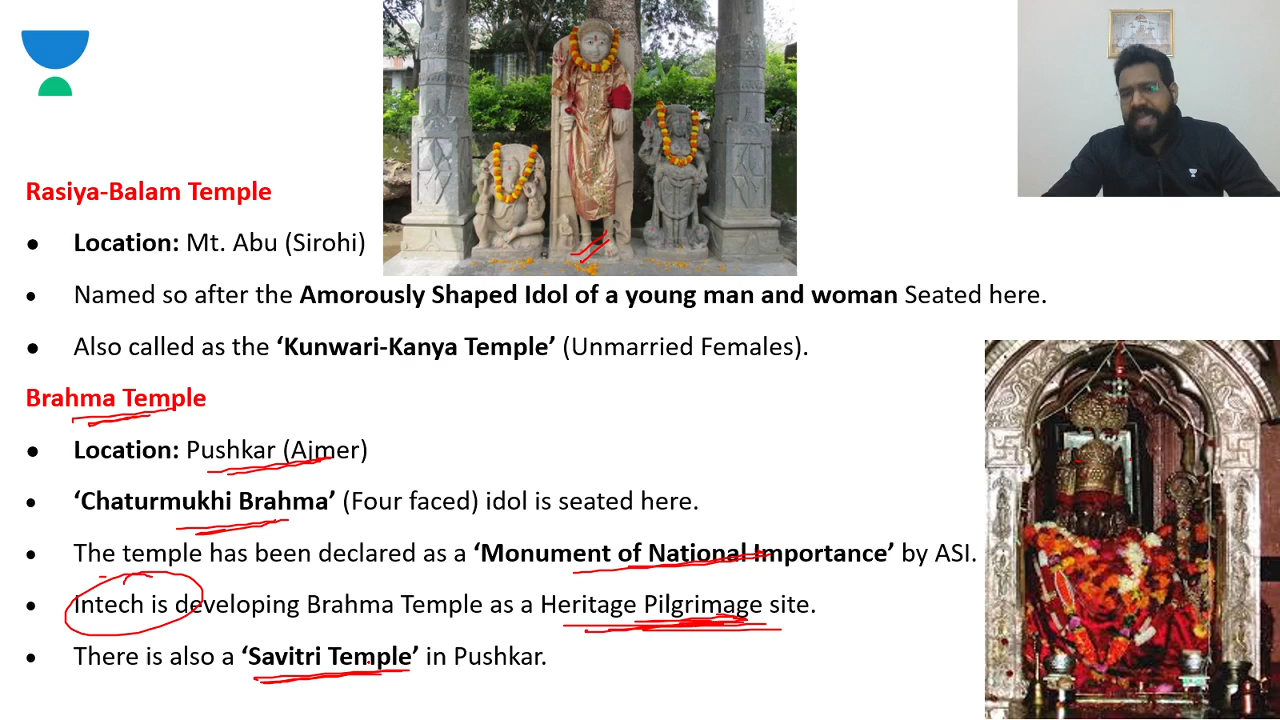 Rasiya-Balam Temple
● Location: Mt. Abu (Sirohi)
● Named so after the Amorously Shaped Idol of a young man and woman Seated here.
● Also called as the ‘Kunwari-Kanya Temple’ (Unmarried Females).
Brahma Temple
● Location: Pushkar (Ajmer)
● ‘Chaturmukhi Brahma’ (Four faced) idol is seated here.
● The temple has been declared as a ‘Monument of National Importance’ by ASI.
● Intech is developing Brahma Temple as a Heritage Pilgrimage site.
● There is also a ‘Savitri Temple’ in Pushkar.